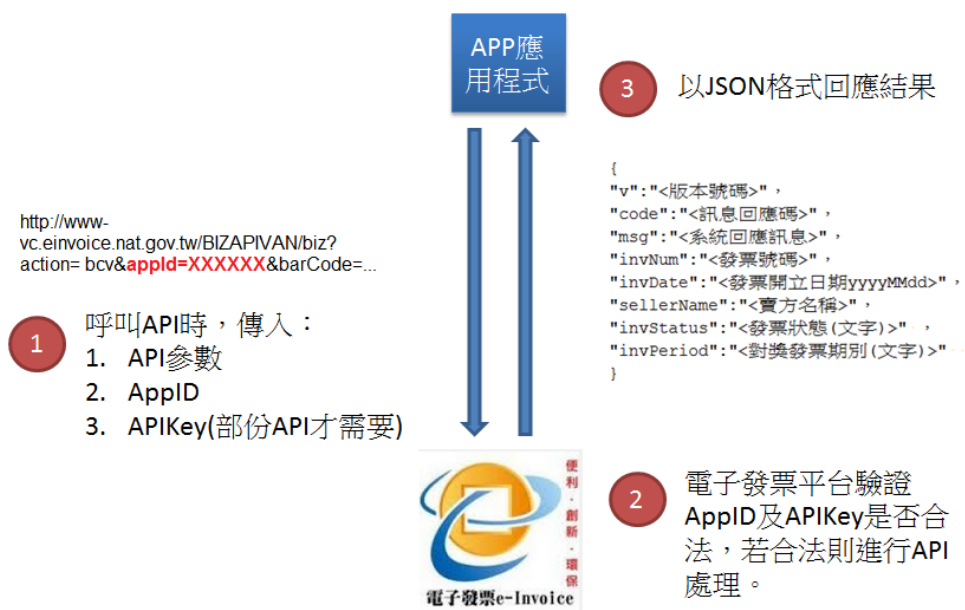 APP應
用程式
3
以JSON格式回應結果
{
"v":"<版本號碼>"，
"code":"<訊息回應碼>"，
"msg":"<系統回應訊息>"，
"invNum":"<發票號碼>"，
"invDate":"<發票開立日期yyyyMMdd>"，
"sellerName":"<賣方名稱>"，
"invStatus":"<發票狀態(文字)>"，
"invPeriod":"<對獎發票期別(文字)>"
}
http://www-
vc.einvoice.nat.gov.tw/BIZAPIVAN/biz?
action= bcv&appId=XXXXXX&barCode=...
1
呼叫API時，傳入：
1. API參數
2. AppID
3. APIKey(部份API才需要)
便利．創新．環保
電子發票e-Invoice
2
電子發票平台驗證
AppID及APIKey是否合
法，若合法則進行API
處理。